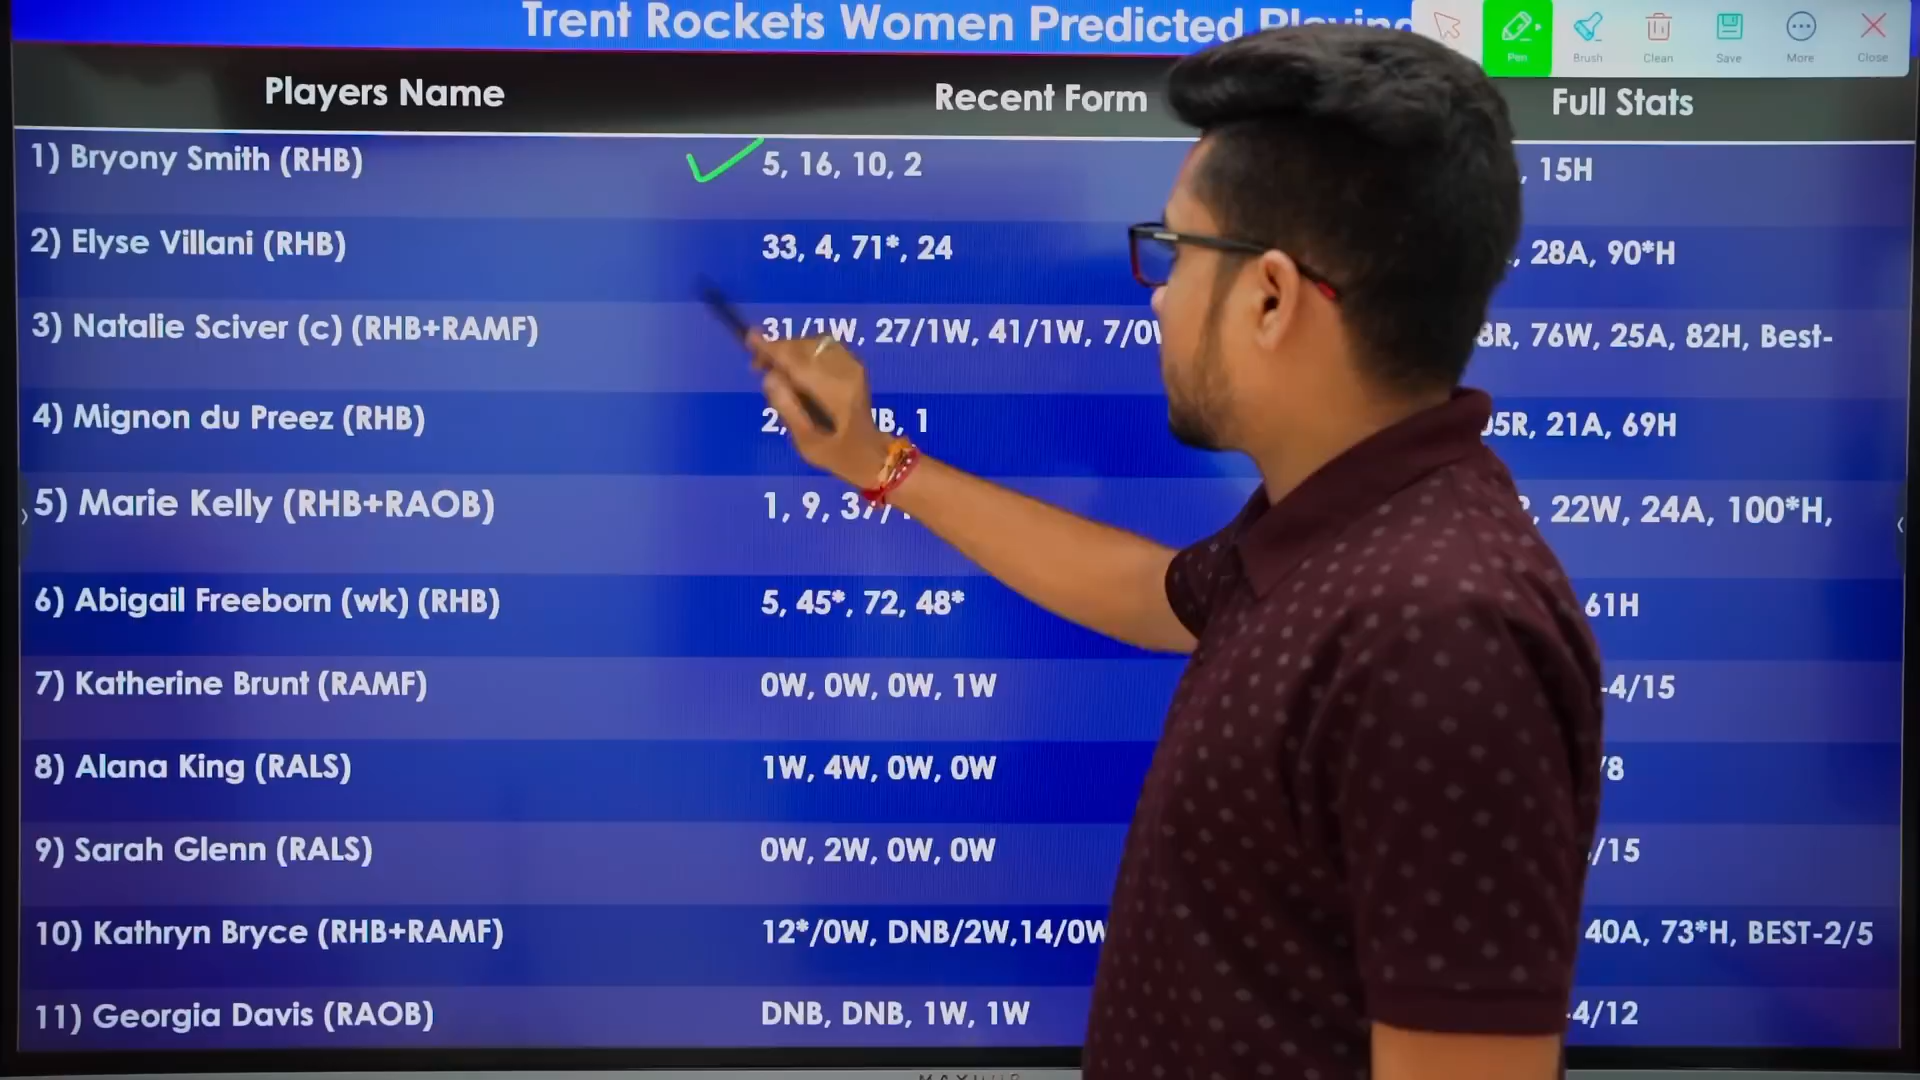 Trent Rockets Women Predicted
Pen
Brush
Clean
Save
More
Close
Players Name
Recent Form
Full Stats
1) Bryony Smith (RHB)
5, 16, 10, 2
, 15H
2) Elyse Villani (RHB)
33, 4, 71*, 24
, 28A, 90*H
3) Natalie Sciver (c) (RHB+RAMF)
31/1W, 27/1W, 41/1W, 7/0
8R, 76W, 25A, 82H, Best-
4) Mignon du Preez (RHB)
2, B, 1
5R, 21A, 69H
5) Marie Kelly (RHB+RAOB)
1, 9, 37/
, 22W, 24A, 100*H,
6) Abigail Freeborn (wk) (RHB)
5, 45*, 72, 48*
61H
7) Katherine Brunt (RAMF)
0W, 0W, 0W, 1W
-4/15
8) Alana King (RALS)
1W, 4W, 0W, 0W
/8
9) Sarah Glenn (RALS)
0W, 2W, 0W, 0W
/15
10) Kathryn Bryce (RHB+RAMF)
12*/0W, DNB/2W,14/0W
40A, 73*H, BEST-2/5
11) Georgia Davis (RAOB)
DNB, DNB, 1W, 1W
-4/12